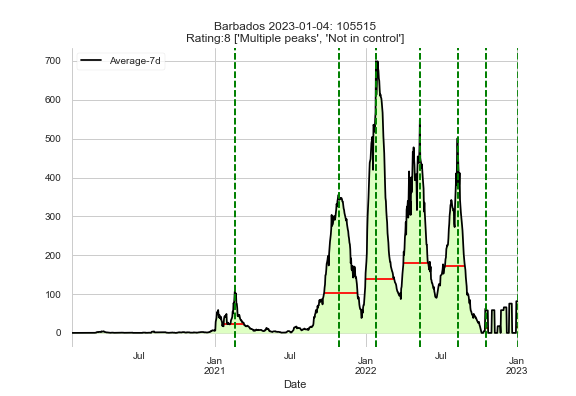 Barbados 2023-01-04: 105515
Rating:8 ['Multiple peaks', 'Not in control']
Average-7d
700
600
500
400
300
200
100
0
Jul
Jan
2021
Jul
Jan
2022
Jul
Jan
2023
Date